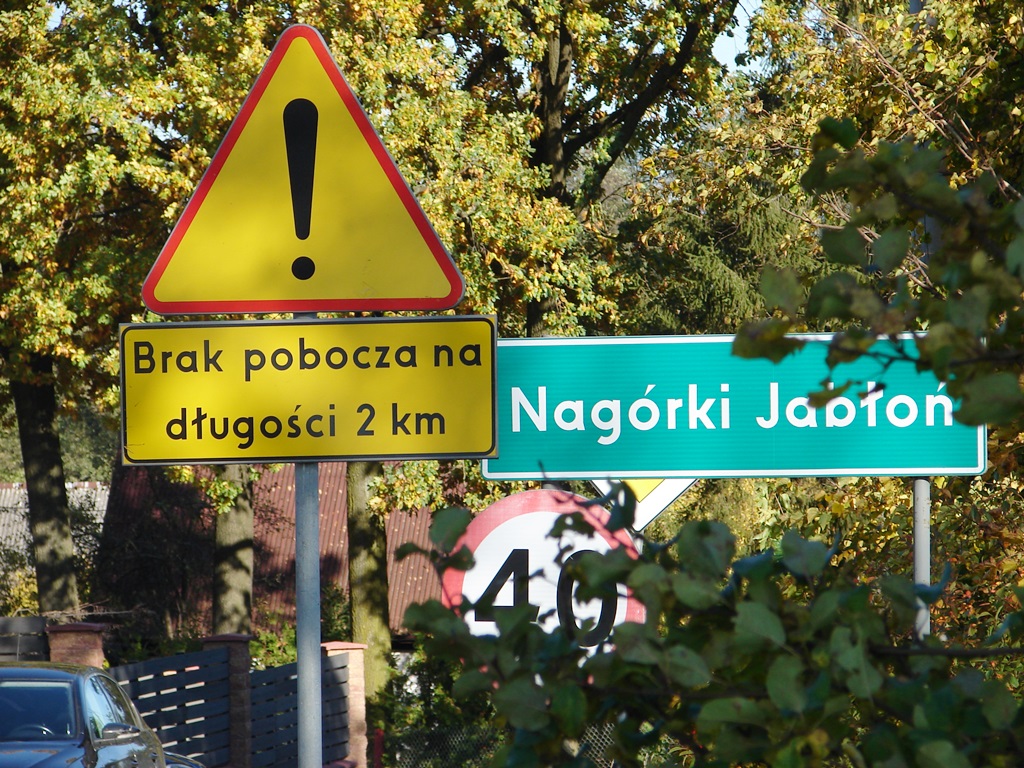 Brak pobocza na
długości 2 km
Nagórki Jabłoń
40